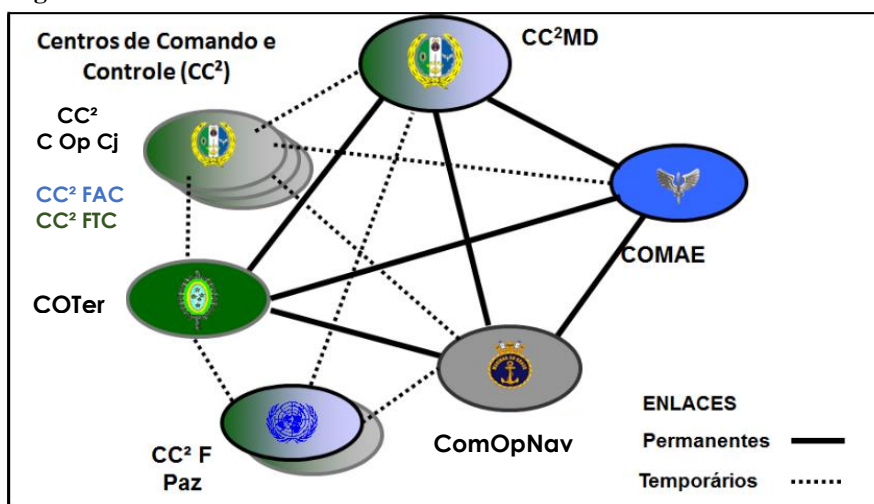 Centros de Comando e
Controle (CC²)
CC²MD
CC²
C Op Cj
CC² FAC
CC² FTC
COMAE
COTer
ComOpNav
CC² F
Paz
ENLACES
Permanentes
Temporários